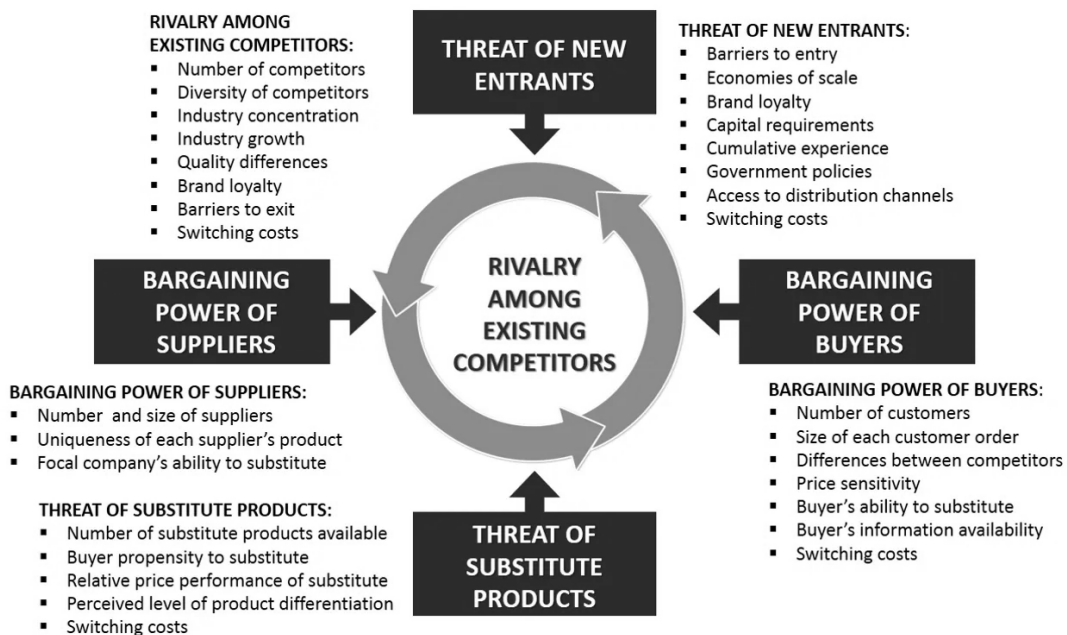 RIVALRY AMONG
EXISTING COMPETITORS:
▪ Number of competitors
▪ Diversity of competitors
▪ Industry concentration
▪ Industry growth
▪ Quality differences
▪ Brand loyalty
▪ Barriers to exit
▪ Switching costs
THREAT OF NEW
ENTRANTS
THREAT OF NEW ENTRANTS:
▪ Barriers to entry
▪ Economies of scale
▪ Brand loyalty
▪ Capital requirements
▪ Cumulative experience
▪ Government policies
▪ Access to distribution channels
▪ Switching costs
BARGAINING
POWER OF
SUPPLIERS
RIVALRY
AMONG
EXISTING
COMPETITORS
BARGAINING
POWER OF
BUYERS
BARGAINING POWER OF SUPPLIERS:
▪ Number and size of suppliers
▪ Uniqueness of each supplier’s product
▪ Focal company’s ability to substitute
BARGAINING POWER OF BUYERS:
▪ Number of customers
▪ Size of each customer order
▪ Differences between competitors
▪ Price sensitivity
▪ Buyer’s ability to substitute
▪ Buyer’s information availability
▪ Switching costs
THREAT OF SUBSTITUTE PRODUCTS:
▪ Number of substitute products available
▪ Buyer propensity to substitute
▪ Relative price performance of substitute
▪ Perceived level of product differentiation
▪ Switching costs
THREAT OF
SUBSTITUTE
PRODUCTS